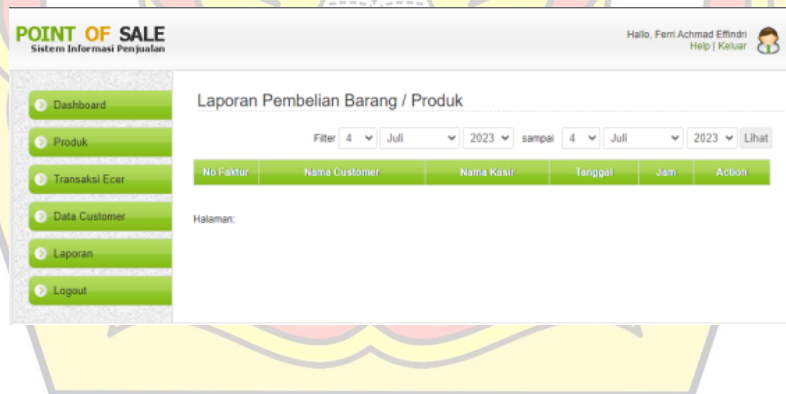 POINT OF SALE
Sistem Informasi Penjualan
Hallo, Ferri Achmad Effindri
Help | Keluar
Dashboard
Produk
Transaksi Ecer
Data Customer
Laporan
Logout
Laporan Pembelian Barang / Produk
Filter 4 Juli 2023 sampai 4 Juli 2023 Lihat
No Faktur Nama Customer Nama Kasir Tanggal Jam Action
Halaman: